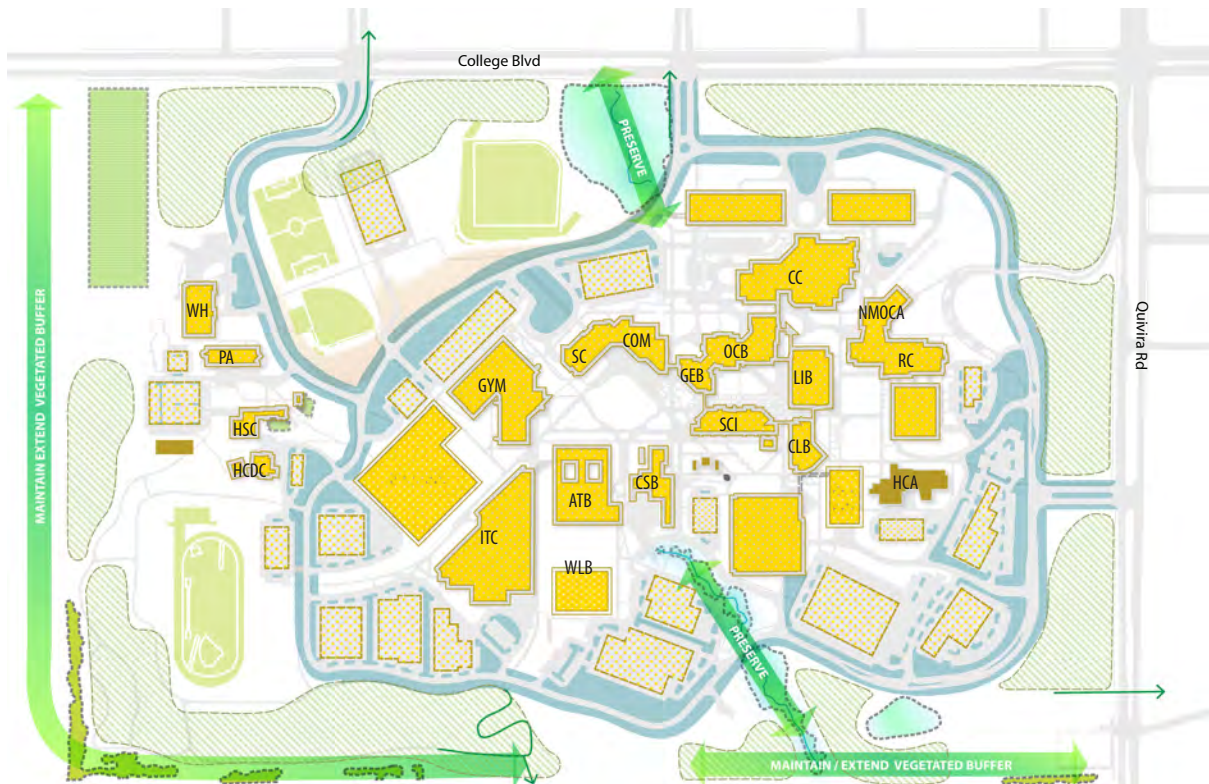 College Blvd
PRESERVE
Quivira Rd
MAINTAIN EXTEND VEGETATED BUFFER
CC
WH
NMOCA
PA
SC
COM
OCB
GEB
RC
LIB
GYM
HSC
SCI
CLB
HCDC
CSB
HCA
ATB
ITC
WLB
PRESERVE
MAINTAIN / EXTEND VEGETATED BUFFER